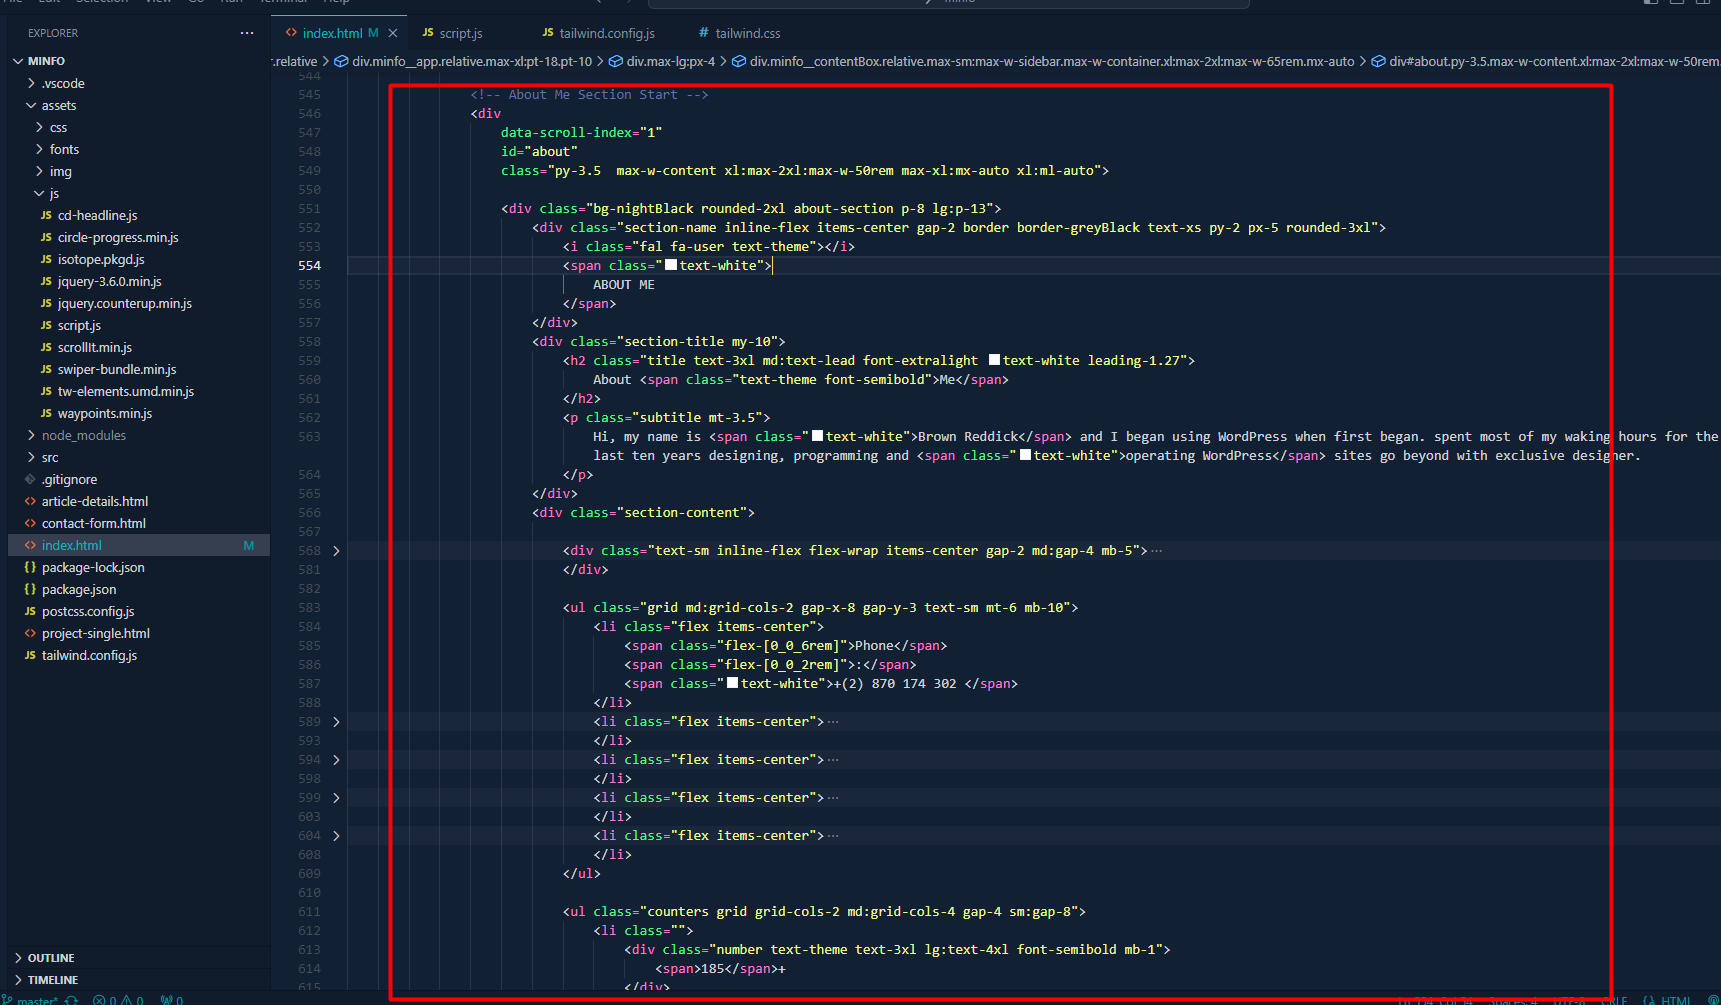 EXPLORER
MINFO
.vscode
assets
css
fonts
img
js
JS cd-headline.js
JS circle-progress.min.js
JS isotope.pkgd.js
JS jquery-3.6.0.min.js
JS jquery.counterup.min.js
JS script.js
JS scrollIt.min.js
JS swiper-bundle.min.js
JS tw-elements.umd.min.js
JS waypoints.min.js
node_modules
src
.gitignore
<> article-details.html
<> contact-form.html
<> index.html M
{} package-lock.json
{} package.json
JS postcss.config.js
<> project-single.html
JS tailwind.config.js
OUTLINE
TIMELINE
master* 0 0 0
<> index.html M JS script.js JS tailwind.config.js # tailwind.css
r.relative > div.minfo__app.relative.max-xl:pt-18.pt-10 > div.max-lg:px-4 > div.minfo__contentBox.relative.max-sm:max-w-sidebar.max-w-container.xl:max-2xl:max-w-65rem.mx-auto > div#about.py-3.5.max-w-content.xl:max-2xl:max-w-50rem.
544
545 <!-- About Me Section Start -->
546 <div
547 data-scroll-index="1"
548 id="about"
549 class="py-3.5  max-w-content xl:max-2xl:max-w-50rem max-xl:mx-auto xl:ml-auto">
550
551 <div class="bg-nightBlack rounded-2xl about-section p-8 lg:p-13">
552 <div class="section-name inline-flex items-center gap-2 border border-greyBlack text-xs py-2 px-5 rounded-3xl">
553 <i class="fal fa-user text-theme"></i>
554 <span class="text-white">
555 ABOUT ME
556 </span>
557 </div>
558 <div class="section-title my-10">
559 <h2 class="title text-3xl md:text-lead font-extralight text-white leading-1.27">
560 About <span class="text-theme font-semibold">Me</span>
561 </h2>
562 <p class="subtitle mt-3.5">
563 Hi, my name is <span class="text-white">Brown Reddick</span> and I began using WordPress when first began. spent most of my waking hours for the
last ten years designing, programming and <span class="text-white">operating WordPress</span> sites go beyond with exclusive designer.
564 </p>
565 </div>
566 <div class="section-content">
567
568 <div class="text-sm inline-flex flex-wrap items-center gap-2 md:gap-4 mb-5">···
581 </div>
582
583 <ul class="grid md:grid-cols-2 gap-x-8 gap-y-3 text-sm mt-6 mb-10">
584 <li class="flex items-center">
585 <span class="flex-[0_0_6rem]">Phone</span>
586 <span class="flex-[0_0_2rem]">:</span>
587 <span class="text-white">+(2) 870 174 302 </span>
588 </li>
589 <li class="flex items-center">···
593 </li>
594 <li class="flex items-center">···
598 </li>
599 <li class="flex items-center">···
603 </li>
604 <li class="flex items-center">···
608 </li>
609 </ul>
610
611 <ul class="counters grid grid-cols-2 md:grid-cols-4 gap-4 sm:gap-8">
612 <li class="">
613 <div class="number text-theme text-3xl lg:text-4xl font-semibold mb-1">
614 <span>185</span>+
615 </div>
HTML